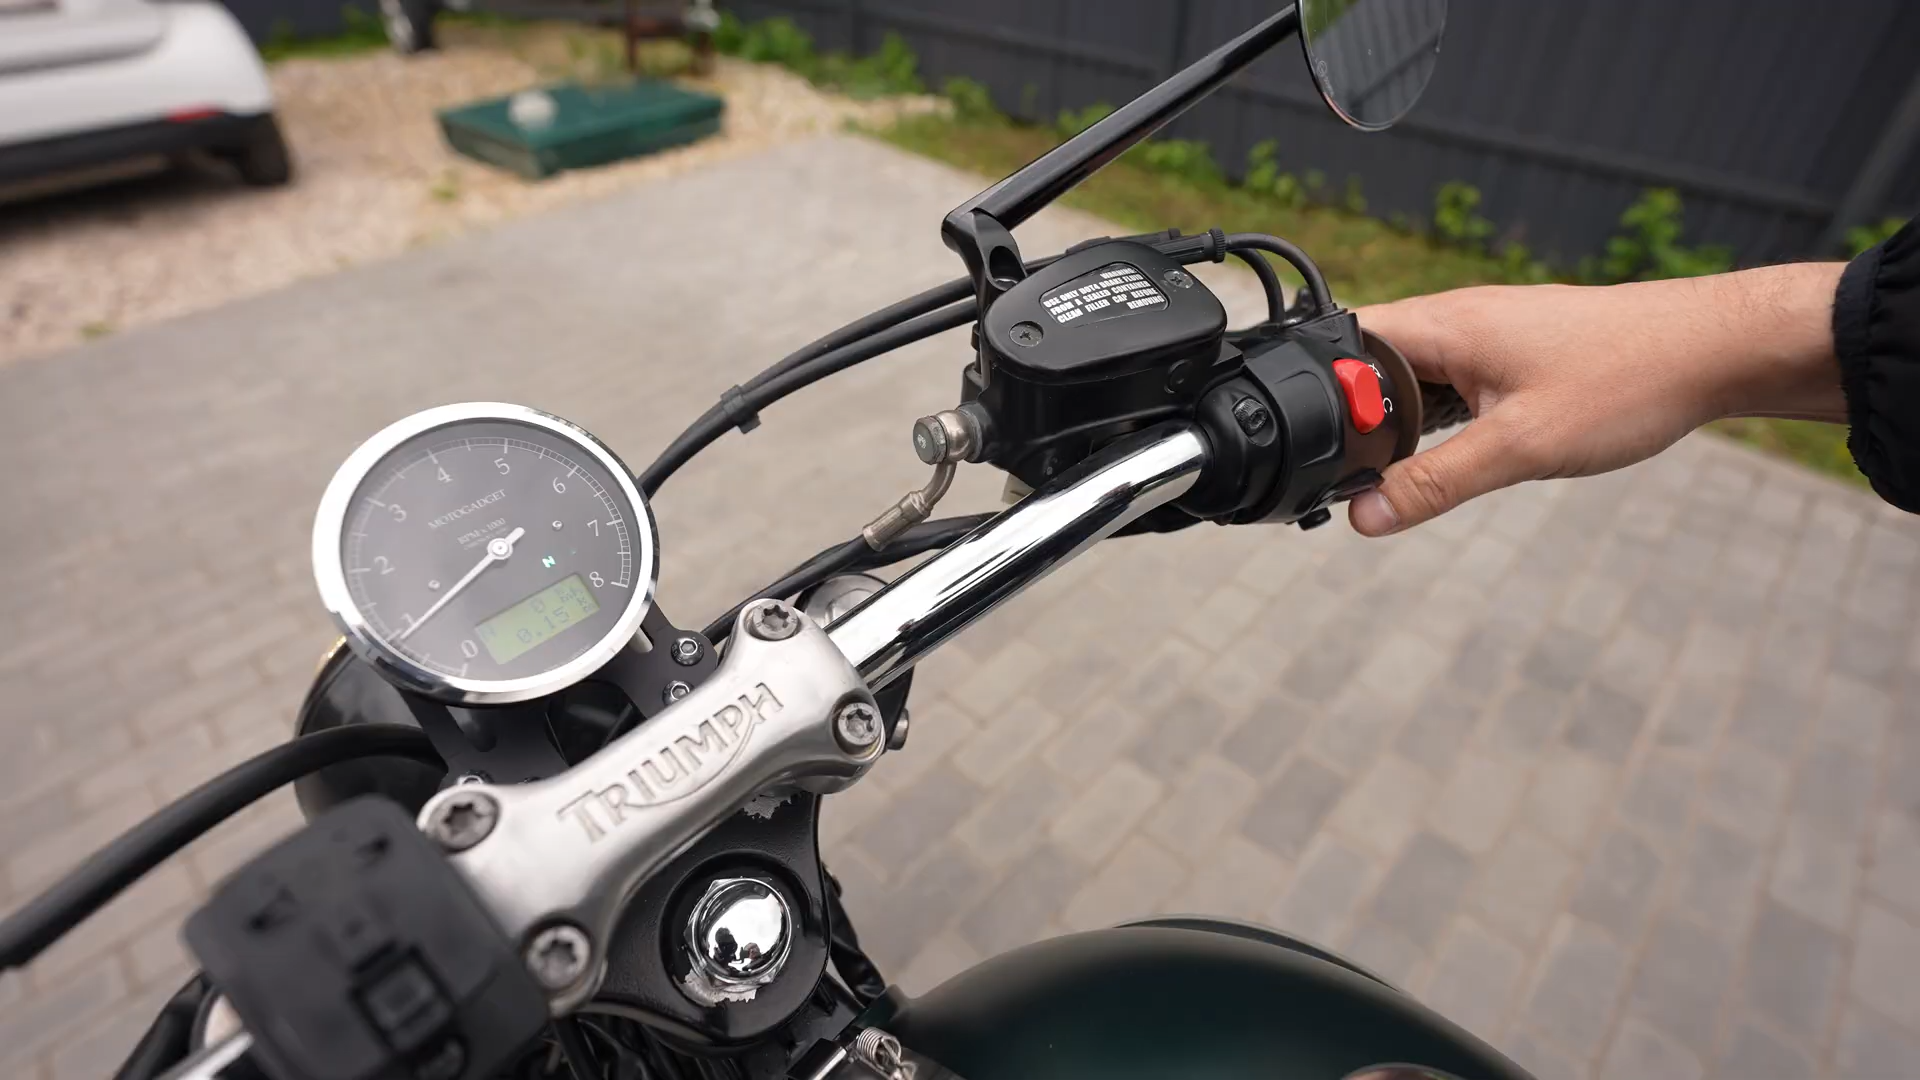 WARNING
USE ONLY DOT4 BRAKE FLUID
FROM A SEALED CONTAINER
CLEAN FILLER CAP BEFORE
REMOVING
4
5
6
3
7
2
8
1
0
MOTOGADGET
RPM x 1000
N
0
0.15
TRIUMPH